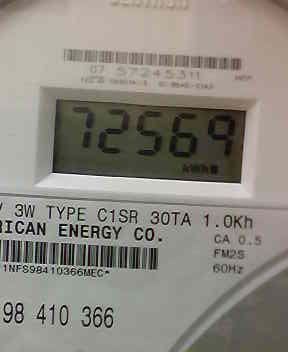 07 57245311
72569
kWh
V 3W TYPE C1SR 30TA 1.0Kh
RICAN ENERGY CO.
CA 0.5
FM2S
60Hz
1NFS98410366MEC*
98 410 366